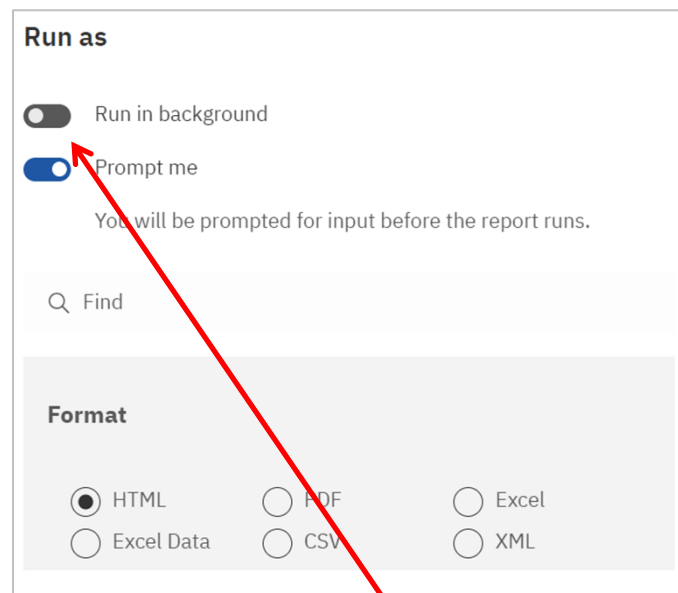 Run as
Run in background
Prompt me
You will be prompted for input before the report runs.
Find
Format
HTML PDF Excel
Excel Data CSV XML